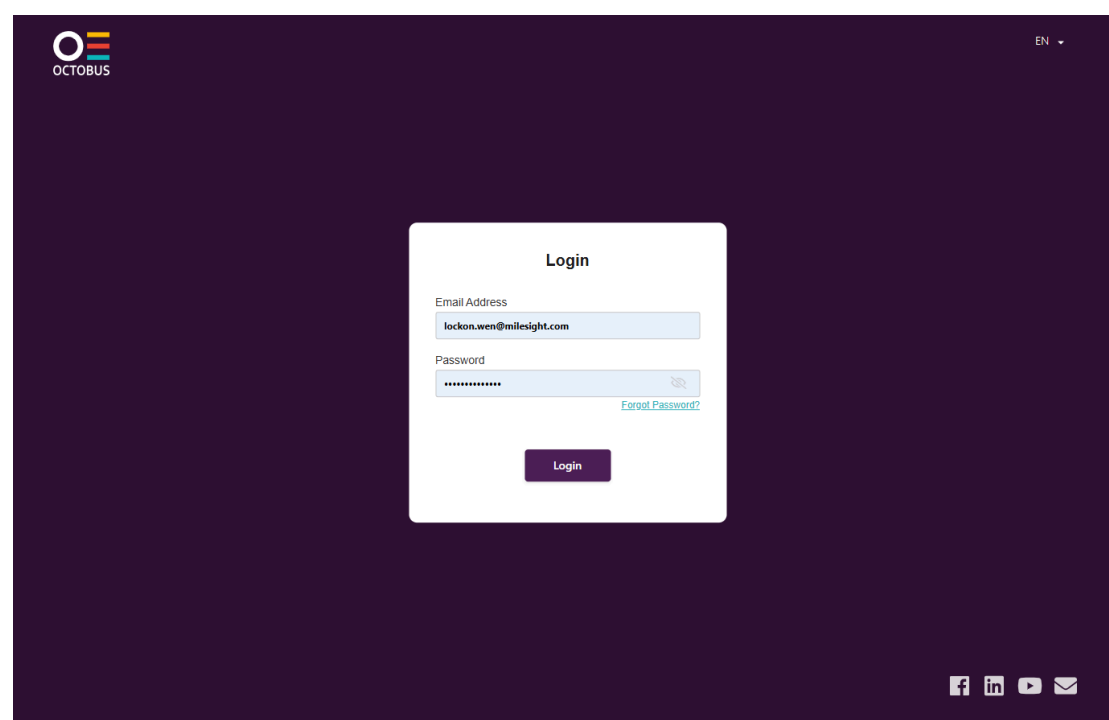 OCTOBUS
EN
Login
Email Address
lockon.wen@milesight.com
Password
••••••••••••••
Forgot Password?
Login